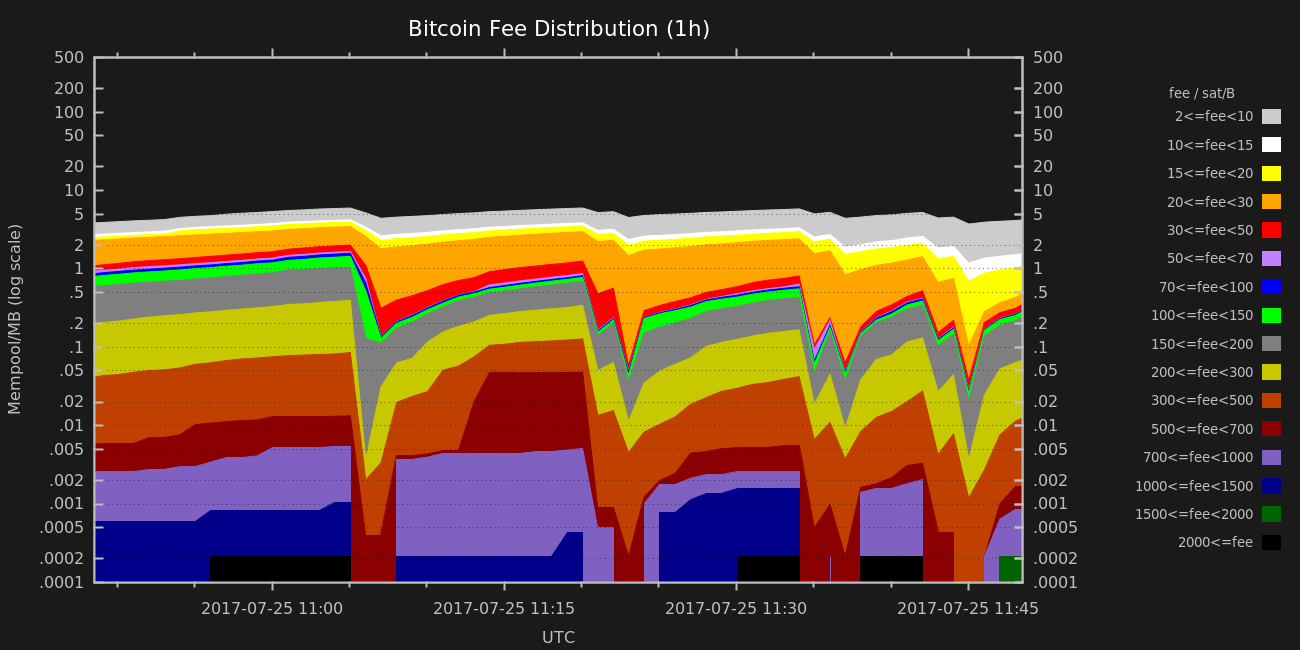 Bitcoin Fee Distribution (1h)
Mempool/MB (log scale)
500
200
100
50
20
10
5
2
1
.5
.2
.1
.05
.02
.01
.005
.002
.001
.0005
.0002
.0001
500
200
100
50
20
10
5
2
1
.5
.2
.1
.05
.02
.01
.005
.002
.001
.0005
.0002
.0001
2017-07-25 11:00
2017-07-25 11:15
2017-07-25 11:30
2017-07-25 11:45
UTC
fee / sat/B
2<=fee<10
10<=fee<15
15<=fee<20
20<=fee<30
30<=fee<50
50<=fee<70
70<=fee<100
100<=fee<150
150<=fee<200
200<=fee<300
300<=fee<500
500<=fee<700
700<=fee<1000
1000<=fee<1500
1500<=fee<2000
2000<=fee